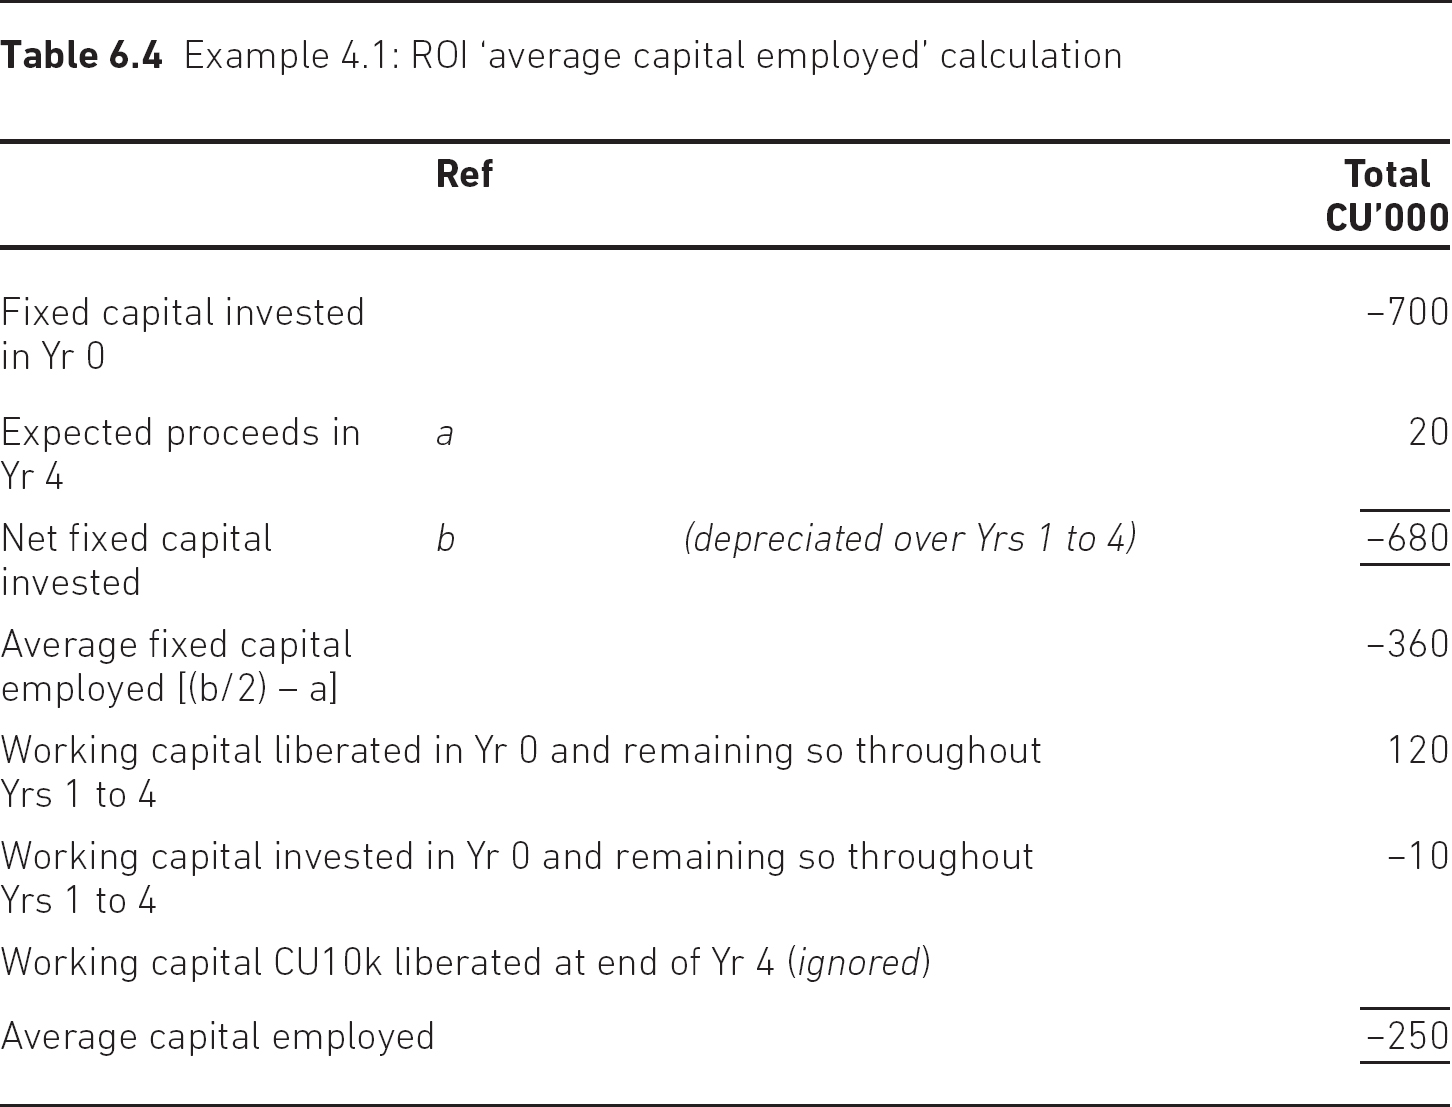 Table 6.4 Example 4.1: ROI ‘average capital employed’ calculation
Ref Total
CU’000
Fixed capital invested –700
in Yr 0
Expected proceeds in a 20
Yr 4
Net fixed capital b (depreciated over Yrs 1 to 4) –680
invested
Average fixed capital –360
employed [(b/2) – a]
Working capital liberated in Yr 0 and remaining so throughout 120
Yrs 1 to 4
Working capital invested in Yr 0 and remaining so throughout –10
Yrs 1 to 4
Working capital CU10k liberated at end of Yr 4 (ignored)
Average capital employed –250